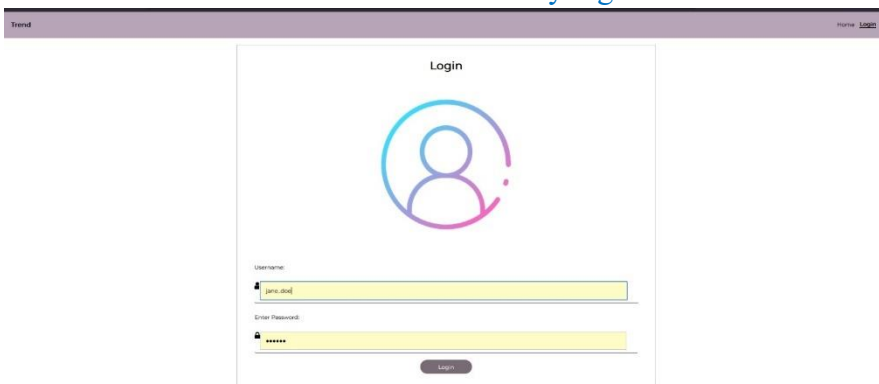 Trend
Home Login
Login
Username:
jane.doe
Enter Password:
••••••
Login